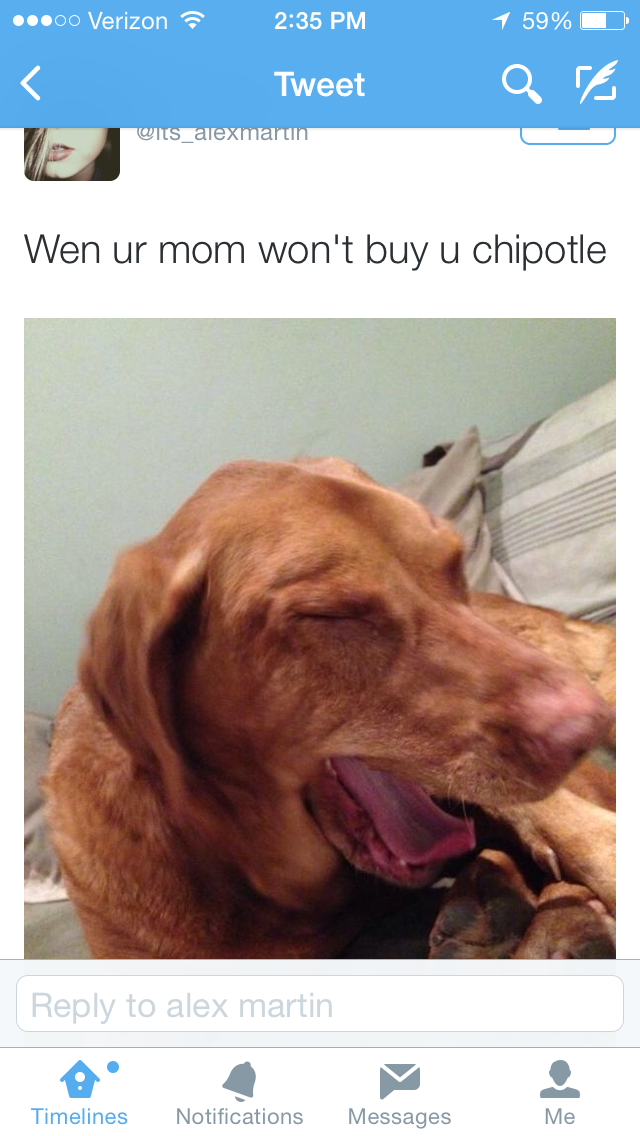 Verizon 2:35 PM 59%
Tweet
@its_alexmartin
Wen ur mom won't buy u chipotle
Reply to alex martin
Timelines Notifications Messages Me